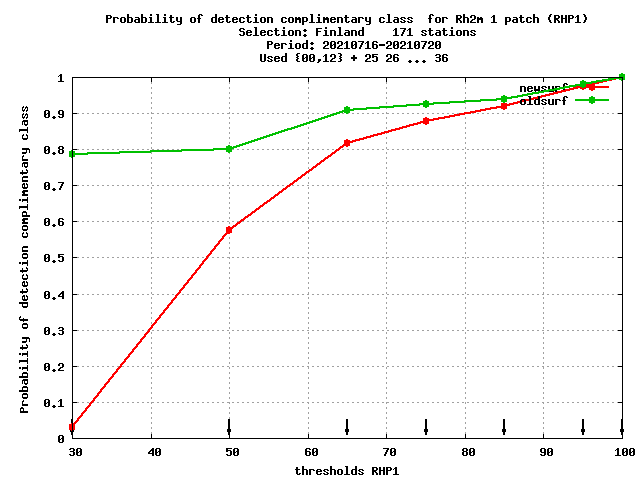 Probability of detection complimentary class  for Rh2m 1 patch (RHP1)
Selection: Finland    171 stations
Period: 20210716-20210720
Used {00,12} + 25 26 ... 36
newsurf
oldsurf
Probability of detection complimentary class
1
0.9
0.8
0.7
0.6
0.5
0.4
0.3
0.2
0.1
0
30 40 50 60 70 80 90 100
thresholds RHP1